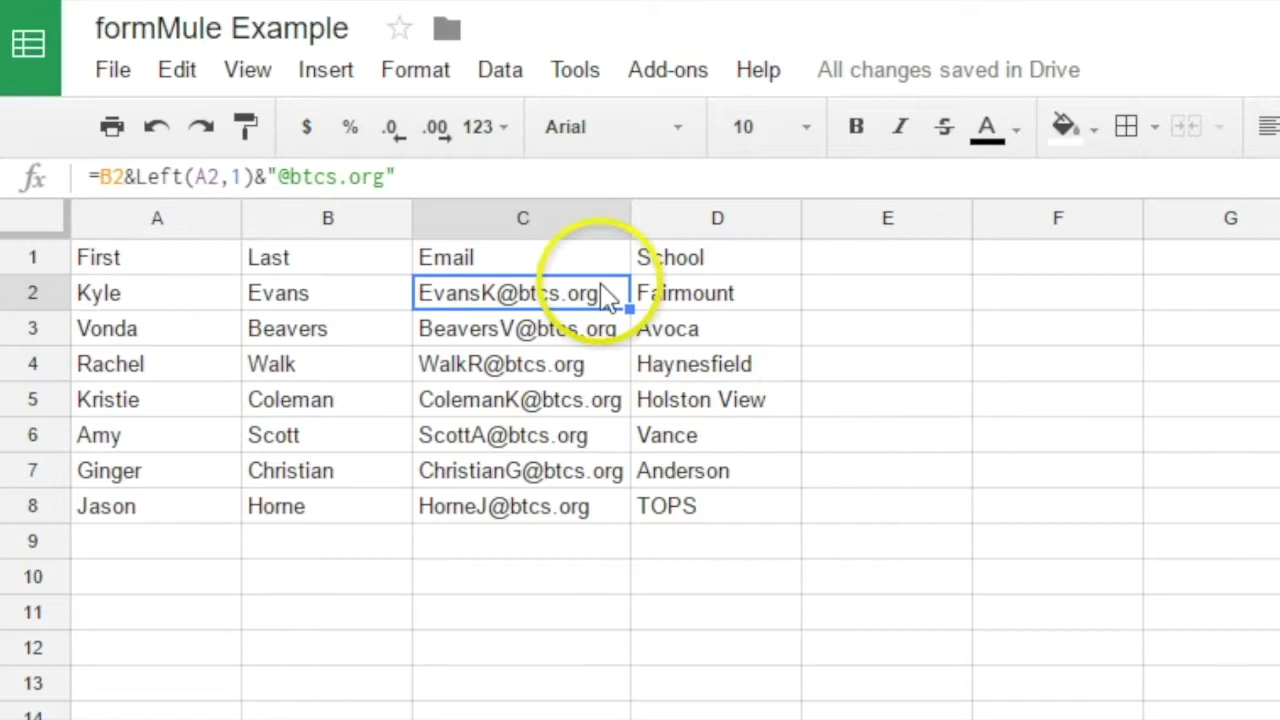 formMule Example
File Edit View Insert Format Data Tools Add-ons Help All changes saved in Drive
$ % .0 .00 123 Arial 10 B I S A
fx =B2&Left(A2,1)&"@btcs.org"
A B C D E F G
1 First Last Email School
2 Kyle Evans EvansK@btcs.org Fairmount
3 Vonda Beavers BeaversV@btcs.org Avoca
4 Rachel Walk WalkR@btcs.org Haynesfield
5 Kristie Coleman ColemanK@btcs.org Holston View
6 Amy Scott ScottA@btcs.org Vance
7 Ginger Christian ChristianG@btcs.org Anderson
8 Jason Horne HorneJ@btcs.org TOPS
9
10
11
12
13
14